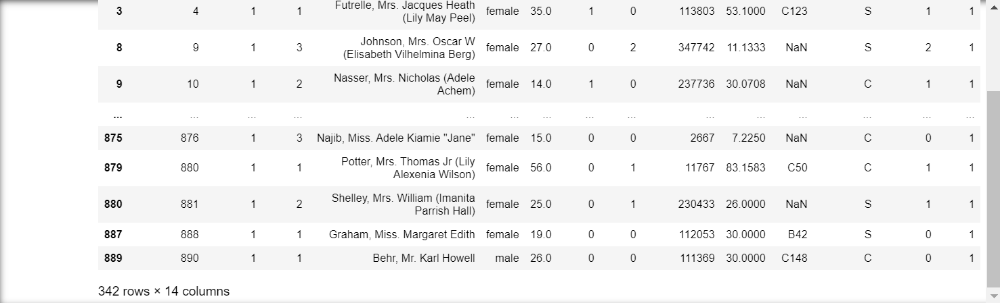 3 4 1 1 Futrelle, Mrs. Jacques Heath (Lily May Peel) female 35.0 1 0 113803 53.1000 C123 S 1 1
8 9 1 3 Johnson, Mrs. Oscar W (Elisabeth Vilhelmina Berg) female 27.0 0 2 347742 11.1333 NaN S 2 1
9 10 1 2 Nasser, Mrs. Nicholas (Adele Achem) female 14.0 1 0 237736 30.0708 NaN C 1 1
... ... ... ... ... ... ... ... ... ... ... ... ... ... ...
875 876 1 3 Najib, Miss. Adele Kiamie "Jane" female 15.0 0 0 2667 7.2250 NaN C 0 1
879 880 1 1 Potter, Mrs. Thomas Jr (Lily Alexenia Wilson) female 56.0 0 1 11767 83.1583 C50 C 1 1
880 881 1 2 Shelley, Mrs. William (Imanita Parrish Hall) female 25.0 0 1 230433 26.0000 NaN S 1 1
887 888 1 1 Graham, Miss. Margaret Edith female 19.0 0 0 112053 30.0000 B42 S 0 1
889 890 1 1 Behr, Mr. Karl Howell male 26.0 0 0 111369 30.0000 C148 C 0 1
342 rows × 14 columns